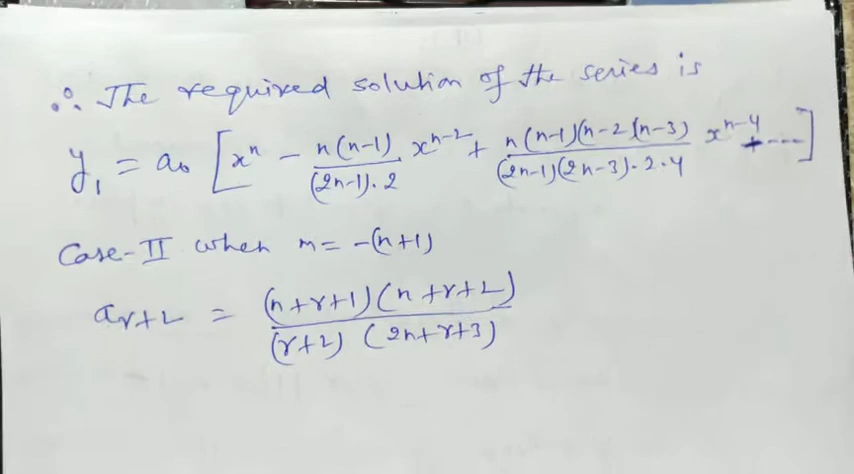 ∴ The required solution of the series is
y₁ = a₀ [xⁿ − n(n−1)/(2n−1)·2 xⁿ⁻² + n(n−1)(n−2)(n−3)/(2n−1)(2n−3)·2·4 xⁿ⁻⁴ + ----]
Case-II when m = −(n+1)
aᵣ₊₂ = (n+r+1)(n+r+2)/(r+2)(2n+r+3)